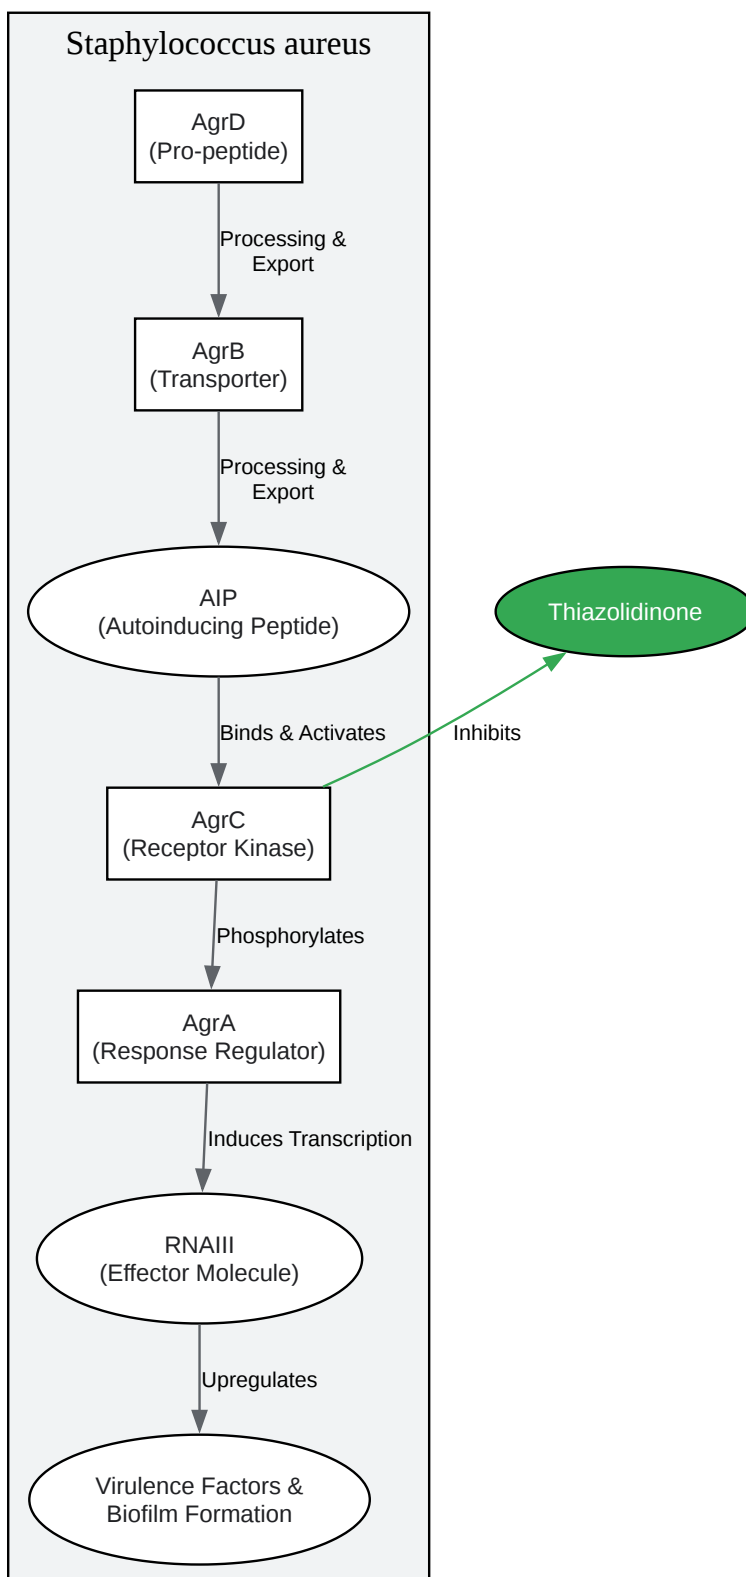 Staphylococcus aureus
AgrD
(Pro-peptide)
Processing &
Export
AgrB
(Transporter)
Processing &
Export
AIP
(Autoinducing Peptide)
Thiazolidinone
Binds & Activates
Inhibits
AgrC
(Receptor Kinase)
Phosphorylates
AgrA
(Response Regulator)
Induces Transcription
RNAIII
(Effector Molecule)
Upregulates
Virulence Factors &
Biofilm Formation